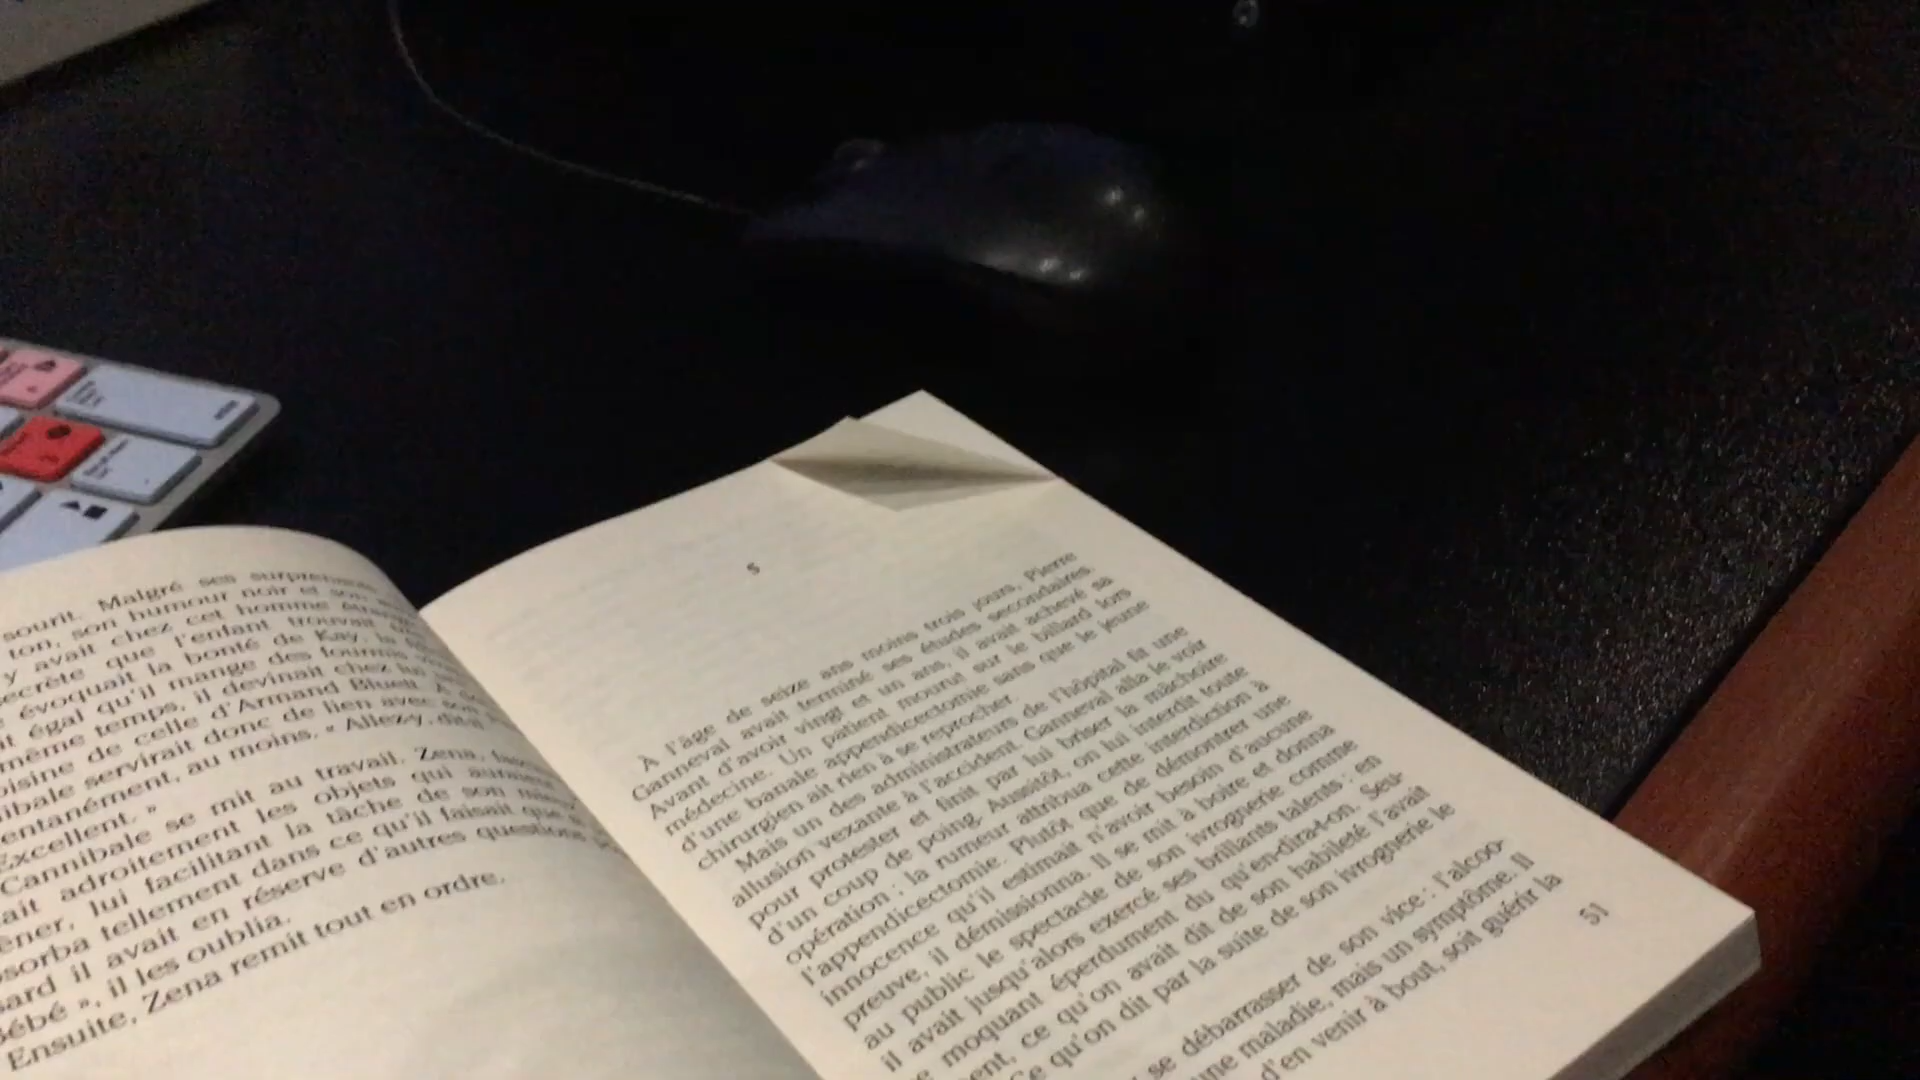 sourit. Malgré ses
ton, son humour noir et son
y avait chez cet homme
que l'enfant trouvait
évoquait la bonté de Kay, la
égal qu'il mange des fourmis
même temps, il devinait chez lui
de celle d'Armand Bluett. À
servirait donc de lien avec son
au moins. « Allez-y, dit-il
Excellent. »
Cannibale se mit au travail. Zena,
adroitement les objets qui
lui facilitant la tâche de son
tellement dans ce qu'il faisait que
il avait en réserve d'autres questions
Bébé », il les oublia.
Ensuite, Zena remit tout en ordre.
5
À l'âge de seize ans moins trois jours, Pierre
Ganneval avait terminé ses études secondaires.
Avant d'avoir vingt et un ans, il avait achevé sa
médecine. Un patient mourut sur le billard lors
d'une banale appendicectomie sans que le jeune
chirurgien ait rien à se reprocher.
Mais un des administrateurs de l'hôpital fit une
allusion vexante à l'accident. Ganneval alla le voir
pour protester et finit par lui briser la mâchoire
d'un coup de poing. Aussitôt, on lui interdit toute
opération ; la rumeur attribua cette interdiction à
l'appendicectomie. Plutôt que de démontrer une
innocence qu'il estimait n'avoir besoin d'aucune
preuve, il démissionna. Il se mit à boire et donna
au public le spectacle de son ivrognerie comme
il avait jusqu'alors exercé ses brillants talents : en
moquant éperdument du qu'en-dira-t-on. Seu-
ce qu'on avait dit de son habileté l'avait
Ce qu'on dit par la suite de son ivrognerie le
se débarrasser de son vice : l'alcoo-
une maladie, mais un symptôme. Il
d'en venir à bout, soit guérir la
51